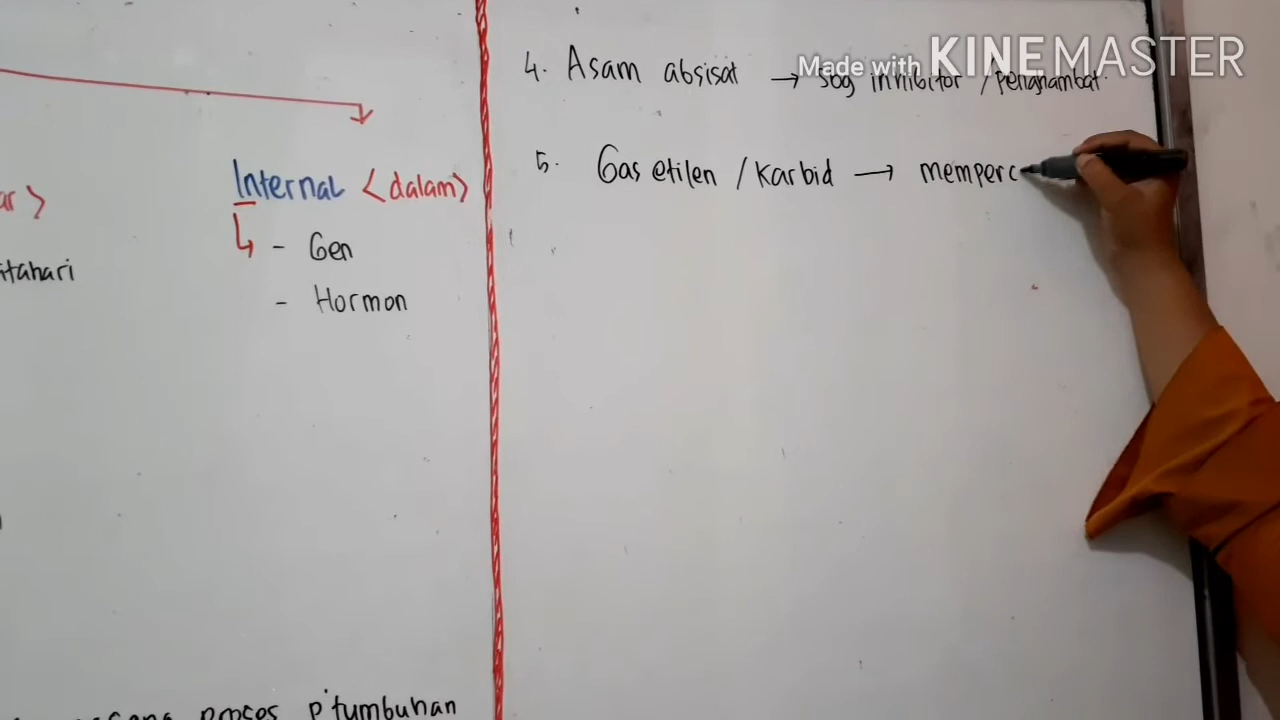 4. Asam absisat → sbg inhibitor / penghambat.
Made with KINEMASTER
5. Gas etilen / Karbid → memperc
Internal <dalam>
- Gen
- Hormon
ar>
itahari
proses p'tumbuhan